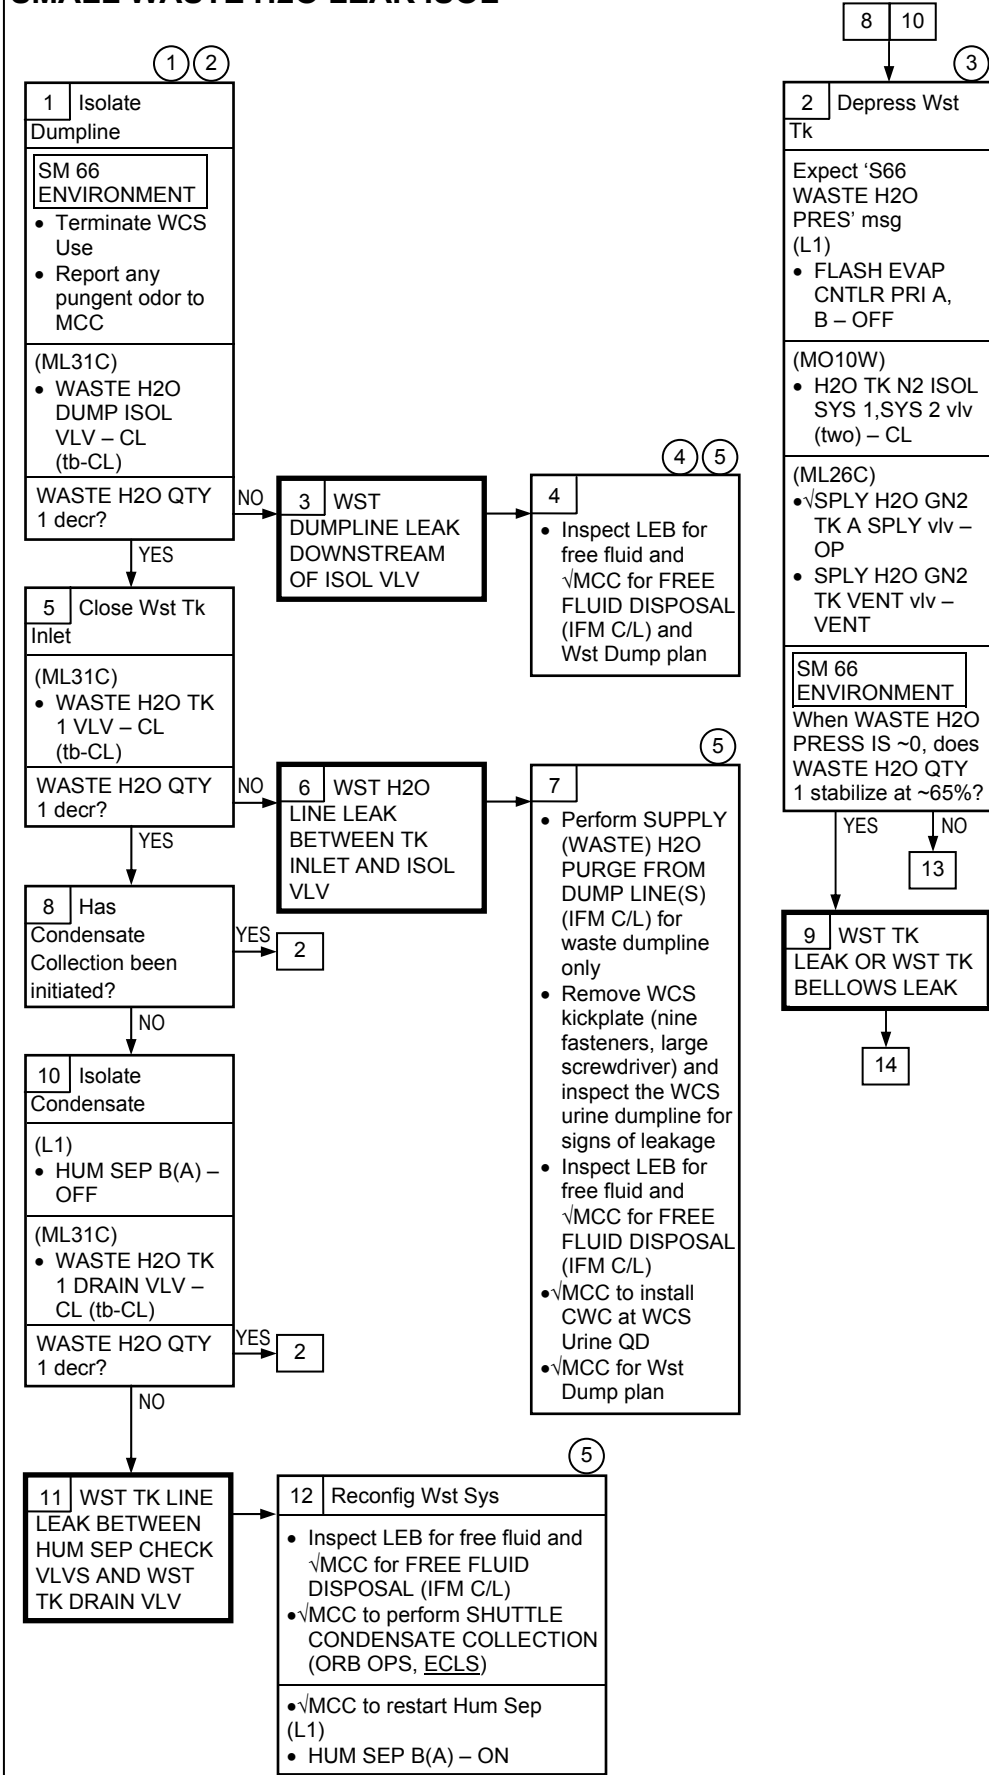 SMALL WASTE H2O LEAK ISOL
1 2
1 Isolate
Dumpline
SM 66
ENVIRONMENT
• Terminate WCS
Use
• Report any
pungent odor to
MCC
(ML31C)
• WASTE H2O
DUMP ISOL
VLV – CL
(tb-CL)
WASTE H2O QTY
1 decr?
NO
YES
3 WST
DUMPLINE LEAK
DOWNSTREAM
OF ISOL VLV
4 5
4
• Inspect LEB for
free fluid and
√MCC for FREE
FLUID DISPOSAL
(IFM C/L) and
Wst Dump plan
5 Close Wst Tk
Inlet
(ML31C)
• WASTE H2O TK
1 VLV – CL
(tb-CL)
WASTE H2O QTY
1 decr?
NO
YES
6 WST H2O
LINE LEAK
BETWEEN TK
INLET AND ISOL
VLV
5
7
• Perform SUPPLY
(WASTE) H2O
PURGE FROM
DUMP LINE(S)
(IFM C/L) for
waste dumpline
only
• Remove WCS
kickplate (nine
fasteners, large
screwdriver) and
inspect the WCS
urine dumpline for
signs of leakage
• Inspect LEB for
free fluid and
√MCC for FREE
FLUID DISPOSAL
(IFM C/L)
•√MCC to install
CWC at WCS
Urine QD
•√MCC for Wst
Dump plan
8 Has
Condensate
Collection been
initiated?
YES
2
NO
10 Isolate
Condensate
(L1)
• HUM SEP B(A) –
OFF
(ML31C)
• WASTE H2O TK
1 DRAIN VLV –
CL (tb-CL)
WASTE H2O QTY
1 decr?
YES
2
NO
11 WST TK LINE
LEAK BETWEEN
HUM SEP CHECK
VLVS AND WST
TK DRAIN VLV
5
12 Reconfig Wst Sys
• Inspect LEB for free fluid and
√MCC for FREE FLUID
DISPOSAL (IFM C/L)
•√MCC to perform SHUTTLE
CONDENSATE COLLECTION
(ORB OPS, ECLS)
•√MCC to restart Hum Sep
(L1)
• HUM SEP B(A) – ON
8 10
3
2 Depress Wst
Tk
Expect ‘S66
WASTE H2O
PRES’ msg
(L1)
• FLASH EVAP
CNTLR PRI A,
B – OFF
(MO10W)
• H2O TK N2 ISOL
SYS 1,SYS 2 vlv
(two) – CL
(ML26C)
•√SPLY H2O GN2
TK A SPLY vlv –
OP
• SPLY H2O GN2
TK VENT vlv –
VENT
SM 66
ENVIRONMENT
When WASTE H2O
PRESS IS ~0, does
WASTE H2O QTY
1 stabilize at ~65%?
YES NO
13
9 WST TK
LEAK OR WST TK
BELLOWS LEAK
14